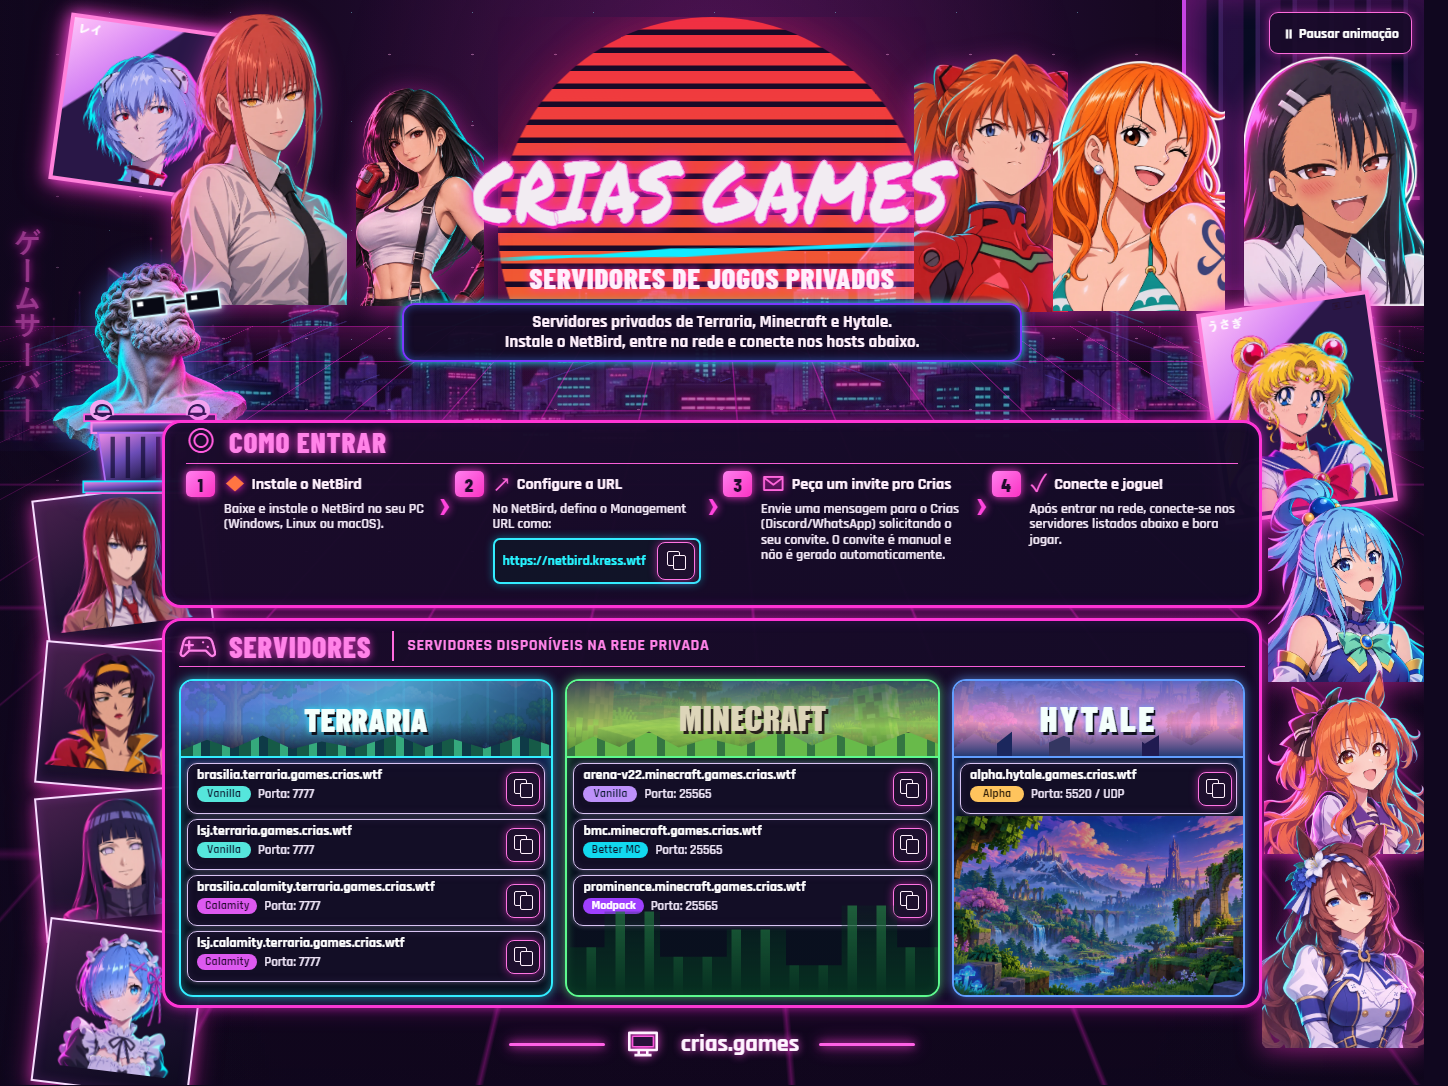 レイ
Pausar animação
CRIAS GAMES
SERVIDORES DE JOGOS PRIVADOS
ゲームサーバー
Servidores privados de Terraria, Minecraft e Hytale.
Instale o NetBird, entre na rede e conecte nos hosts abaixo.
うさぎ
COMO ENTRAR
1 Instale o NetBird
Baixe e instale o NetBird no seu PC
(Windows, Linux ou macOS).
2 Configure a URL
No NetBird, defina o Management
URL como:
https://netbird.kress.wtf
3 Peça um invite pro Crias
Envie uma mensagem para o Crias
(Discord/WhatsApp) solicitando o
seu convite. O convite é manual e
não é gerado automaticamente.
4 Conecte e jogue!
Após entrar na rede, conecte-se nos
servidores listados abaixo e bora
jogar.
SERVIDORES
SERVIDORES DISPONÍVEIS NA REDE PRIVADA
TERRARIA
brasilia.terraria.games.crias.wtf
Vanilla Porta: 7777
lsj.terraria.games.crias.wtf
Vanilla Porta: 7777
brasilia.calamity.terraria.games.crias.wtf
Calamity Porta: 7777
lsj.calamity.terraria.games.crias.wtf
Calamity Porta: 7777
MINECRAFT
arena-v22.minecraft.games.crias.wtf
Vanilla Porta: 25565
bmc.minecraft.games.crias.wtf
Better MC Porta: 25565
prominence.minecraft.games.crias.wtf
Modpack Porta: 25565
HYTALE
alpha.hytale.games.crias.wtf
Alpha Porta: 5520 / UDP
crias.games